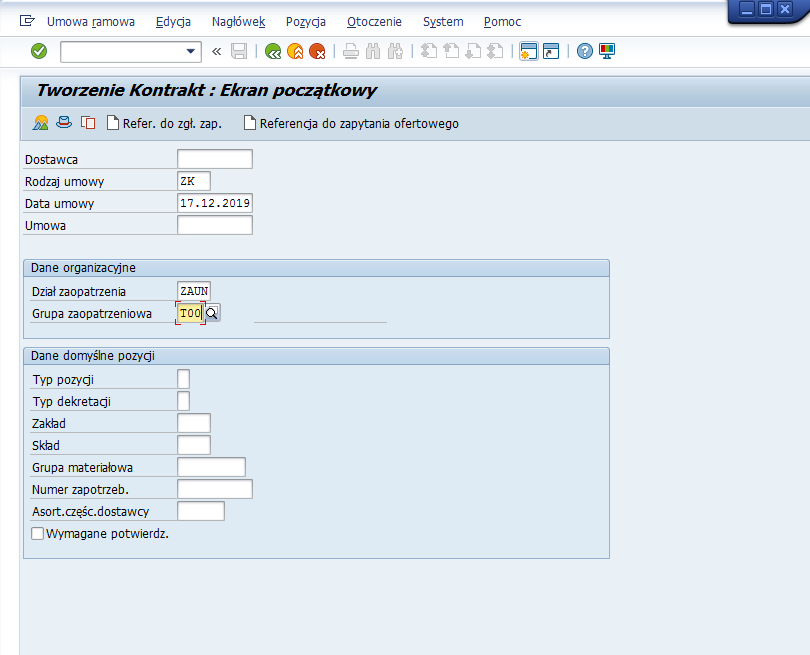 Umowa ramowa Edycja Nagłówek Pozycja Otoczenie System Pomoc
Tworzenie Kontrakt : Ekran początkowy
Refer. do zgł. zap. Referencja do zapytania ofertowego
Dostawca
Rodzaj umowy ZK
Data umowy 17.12.2019
Umowa
Dane organizacyjne
Dział zaopatrzenia ZAUN
Grupa zaopatrzeniowa T00
Dane domyślne pozycji
Typ pozycji
Typ dekretacji
Zakład
Skład
Grupa materiałowa
Numer zapotrzeb.
Asort.częśc.dostawcy
Wymagane potwierdz.